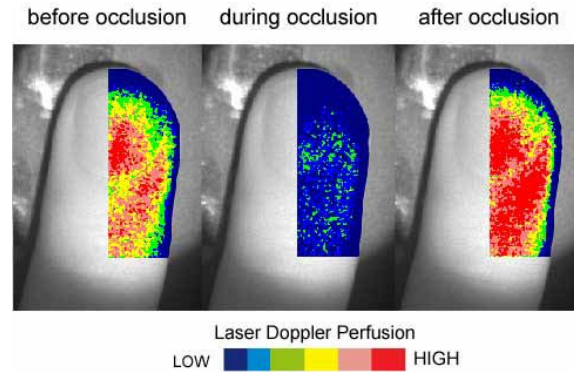 before occlusion during occlusion after occlusion
Laser Doppler Perfusion
LOW HIGH